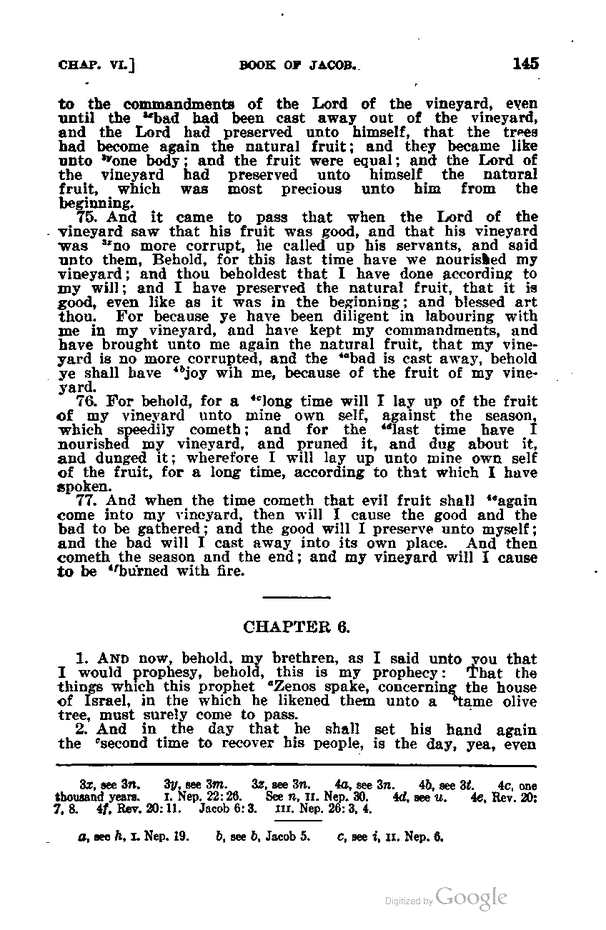 CHAP. VI.] BOOK OF JACOB. 145
to the commandments of the Lord of the vineyard, even
until the ³ˣbad had been cast away out of the vineyard,
and the Lord had preserved unto himself, that the trees
had become again the natural fruit; and they became like
unto ³ʸone body; and the fruit were equal; and the Lord of
the vineyard had preserved unto himself the natural
fruit, which was most precious unto him from the
beginning.
75. And it came to pass that when the Lord of the
vineyard saw that his fruit was good, and that his vineyard
was ³ᶻno more corrupt, he called up his servants, and said
unto them, Behold, for this last time have we nourished my
vineyard; and thou beholdest that I have done according to
my will; and I have preserved the natural fruit, that it is
good, even like as it was in the beginning; and blessed art
thou. For because ye have been diligent in labouring with
me in my vineyard, and have kept my commandments, and
have brought unto me again the natural fruit, that my vine-
yard is no more corrupted, and the ⁴ᵃbad is cast away, behold
ye shall have ⁴ᵇjoy wih me, because of the fruit of my vine-
yard.
76. For behold, for a ⁴ᶜlong time will I lay up of the fruit
of my vineyard unto mine own self, against the season,
which speedily cometh; and for the ⁴ᵈlast time have I
nourished my vineyard, and pruned it, and dug about it,
and dunged it; wherefore I will lay up unto mine own self
of the fruit, for a long time, according to that which I have
spoken.
77. And when the time cometh that evil fruit shall ⁴ᵉagain
come into my vineyard, then will I cause the good and the
bad to be gathered; and the good will I preserve unto myself;
and the bad will I cast away into its own place. And then
cometh the season and the end; and my vineyard will I cause
to be ⁴ᶠburned with fire.
CHAPTER 6.
1. AND now, behold, my brethren, as I said unto you that
I would prophesy, behold, this is my prophecy: That the
things which this prophet ᵃZenos spake, concerning the house
of Israel, in the which he likened them unto a ᵇtame olive
tree, must surely come to pass.
2. And in the day that he shall set his hand again
the ᶜsecond time to recover his people, is the day, yea, even
3x, see 3n. 3y, see 3m. 3z, see 3n. 4a, see 3n. 4b, see 3t. 4c, one
thousand years. I. Nep. 22:26. See n, II. Nep. 30. 4d, see u. 4e, Rev. 20:
7, 8. 4f, Rev. 20:11. Jacob 6:3. III. Nep. 26:3, 4.
a, see h, I. Nep. 19. b, see b, Jacob 5. c, see i, II. Nep. 6.
Digitized by Google